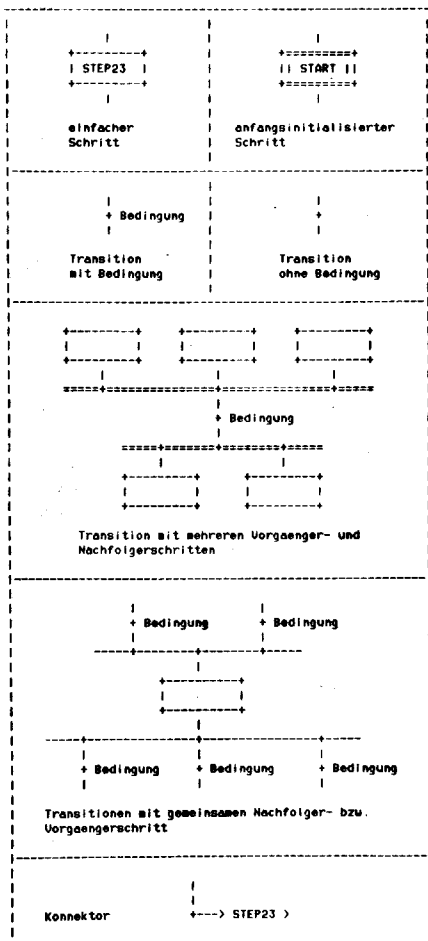 STEP23
|| START ||
einfacher
Schritt
anfangsinitialisierter
Schritt
Bedingung
Transition
mit Bedingung
Transition
ohne Bedingung
Bedingung
Transition mit mehreren Vorgaenger- und
Nachfolgerschritten
Bedingung Bedingung
Bedingung Bedingung Bedingung
Transitionen mit gemeinsamen Nachfolger- bzw.
Vorgaengerschritt
Konnektor +---> STEP23 >